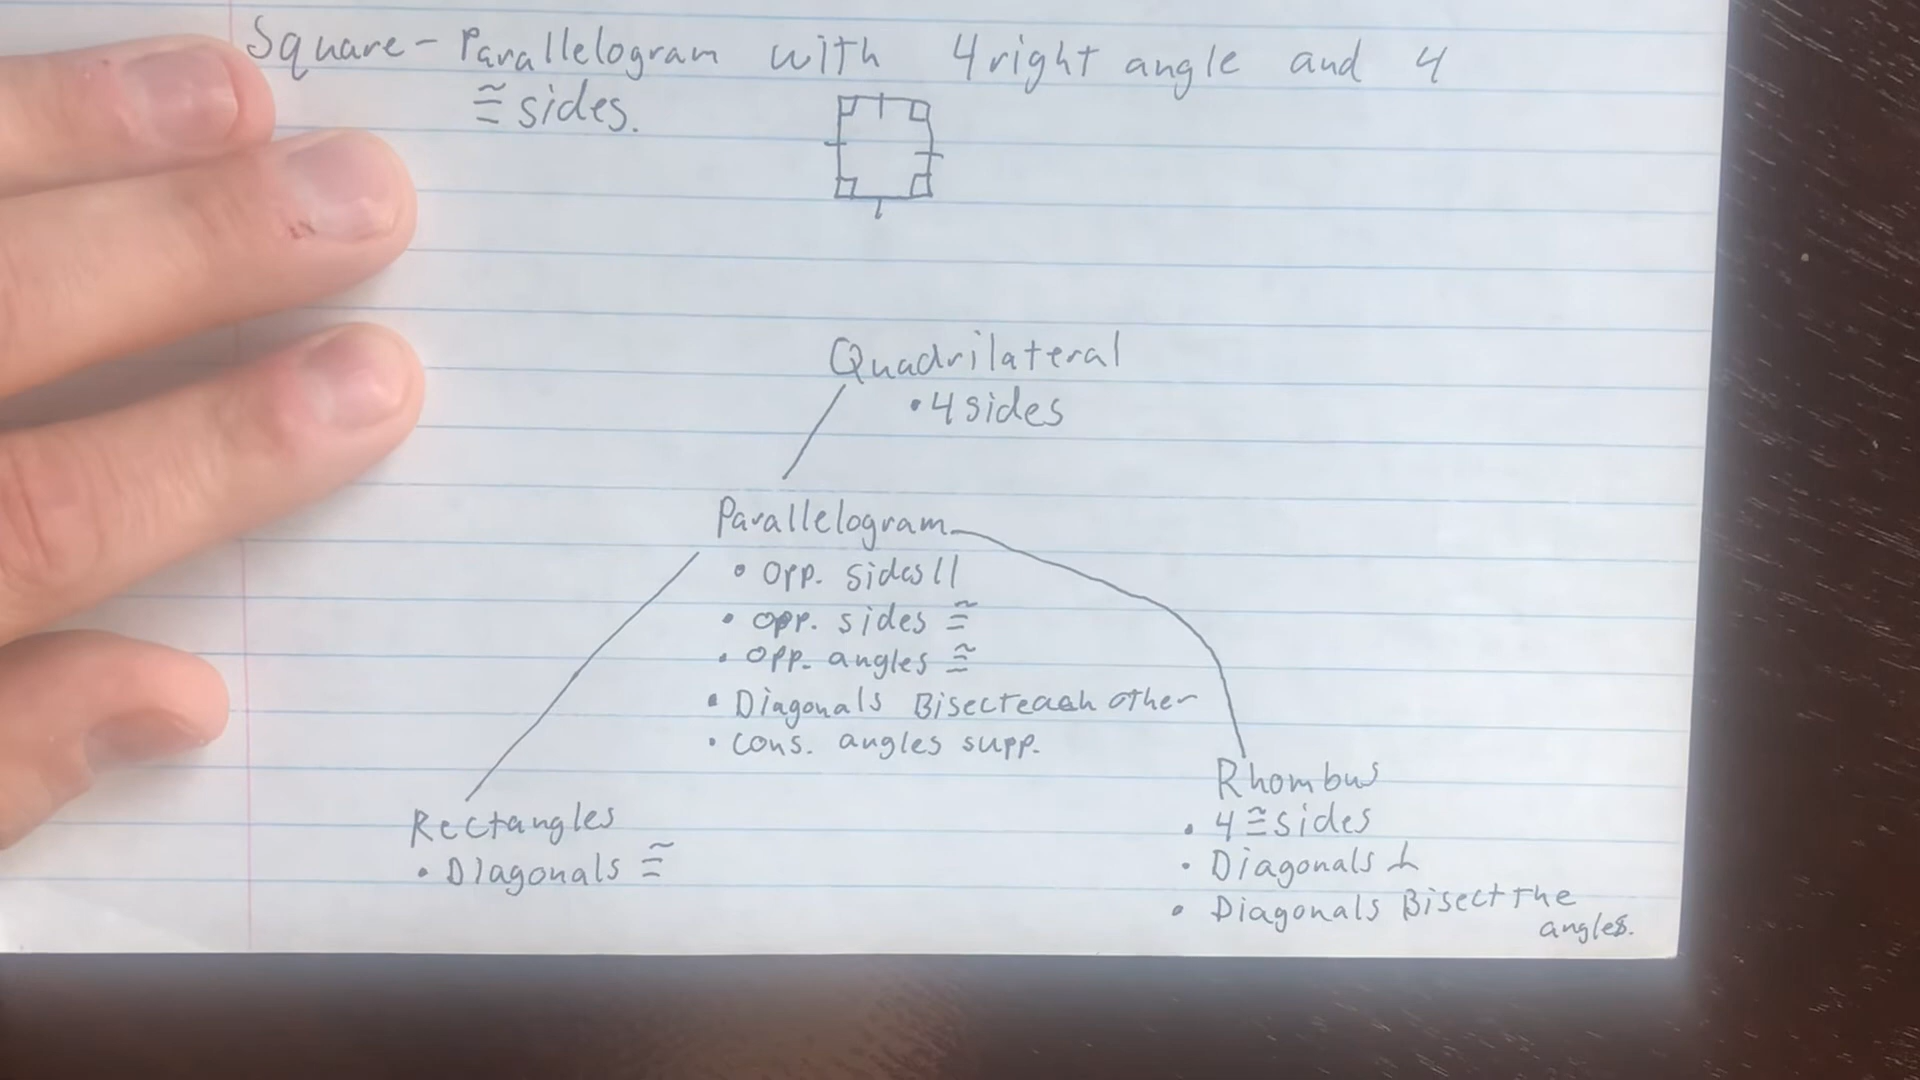 Square - Parallelogram with 4 right angle and 4
≅ sides.
Quadrilateral
• 4 sides
Parallelogram
• Opp. sides ||
• opp. sides ≅
• Opp. angles ≅
• Diagonals Bisect each other
• Cons. angles supp.
Rectangles
• Diagonals ≅
Rhombus
• 4 ≅ sides
• Diagonals ⊥
• Diagonals Bisect the
angles.